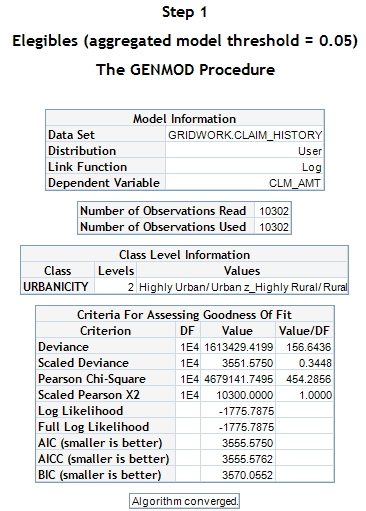 Step 1
Elegibles (aggregated model threshold = 0.05)
The GENMOD Procedure
Model Information
Data Set GRIDWORK.CLAIM_HISTORY
Distribution User
Link Function Log
Dependent Variable CLM_AMT
Number of Observations Read 10302
Number of Observations Used 10302
Class Level Information
Class Levels Values
URBANICITY 2 Highly Urban/ Urban z_Highly Rural/ Rural
Criteria For Assessing Goodness Of Fit
Criterion DF Value Value/DF
Deviance 1E4 1613429.4199 156.6436
Scaled Deviance 1E4 3551.5750 0.3448
Pearson Chi-Square 1E4 4679141.7495 454.2856
Scaled Pearson X2 1E4 10300.0000 1.0000
Log Likelihood -1775.7875
Full Log Likelihood -1775.7875
AIC (smaller is better) 3555.5750
AICC (smaller is better) 3555.5762
BIC (smaller is better) 3570.0552
Algorithm converged.